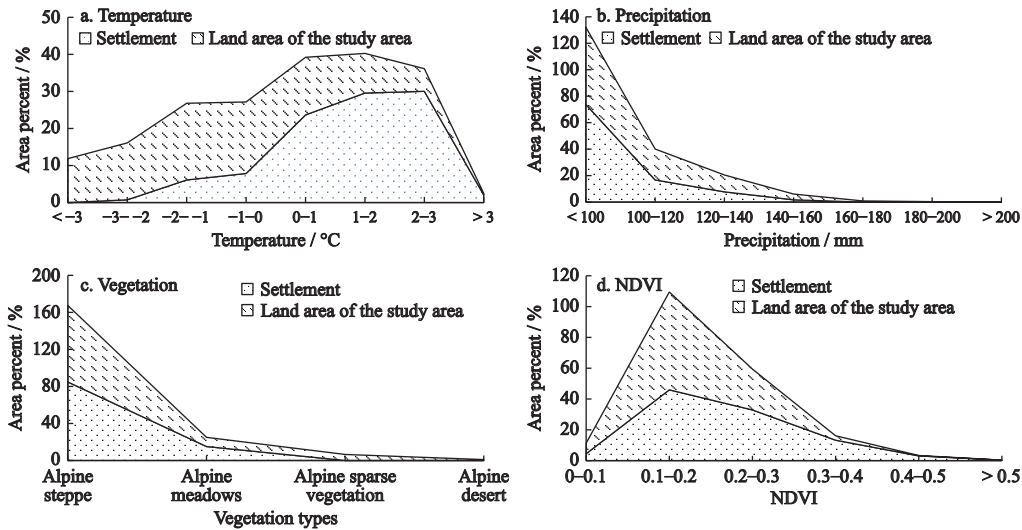 a. Temperature
Settlement Land area of the study area
Area percent / %
50
40
30
20
10
0
< −3 −3−−2 −2−−1 −1−0 0−1 1−2 2−3 > 3
Temperature / °C
b. Precipitation
Settlement Land area of the study area
Area percent / %
140
120
100
80
60
40
20
0
< 100 100−120 120−140 140−160 160−180 180−200 > 200
Precipitation / mm
c. Vegetation
Settlement
Land area of the study area
Area percent / %
200
160
120
80
40
0
Alpine steppe Alpine meadows Alpine sparse vegetation Alpine desert
Vegetation types
d. NDVI
Settlement
Land area of the study area
Area percent / %
120
100
80
60
40
20
0
0−0.1 0.1−0.2 0.2−0.3 0.3−0.4 0.4−0.5 > 0.5
NDVI